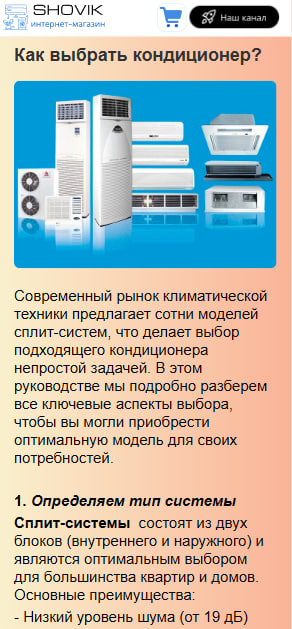 SHOVIK
интернет-магазин
Наш канал
Как выбрать кондиционер?
Современный рынок климатической
техники предлагает сотни моделей
сплит-систем, что делает выбор
подходящего кондиционера
непростой задачей. В этом
руководстве мы подробно разберем
все ключевые аспекты выбора,
чтобы вы могли приобрести
оптимальную модель для своих
потребностей.
1. Определяем тип системы
Сплит-системы состоят из двух
блоков (внутреннего и наружного) и
являются оптимальным выбором
для большинства квартир и домов.
Основные преимущества:
- Низкий уровень шума (от 19 дБ)